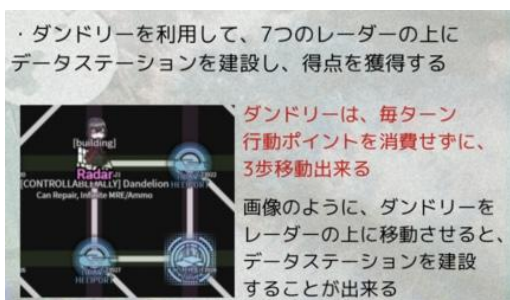 ・ダンドリーを利用して、7つのレーダーの上に
データステーションを建設し、得点を獲得する
[building]
Radar
[CONTROLLABLE ALLY] Dandelion
Can Repair, Infinite MRE/Ammo
HELIPORT
HELIPORT
ダンドリーは、毎ターン
行動ポイントを消費せずに、
3歩移動出来る
画像のように、ダンドリーを
レーダーの上に移動させると、
データステーションを建設
することが出来る